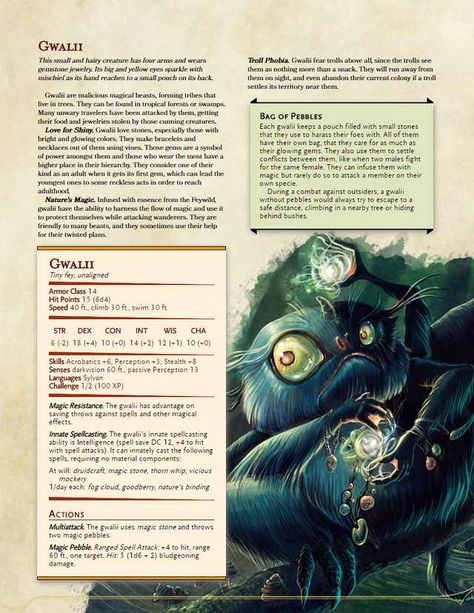 GWALII
This small and hairy creature has four arms and wears
gemstone jewelry. Its big and yellow eyes sparkle with
mischief as its hand reaches to a small pouch on its back.
Gwalii are malicious magical beasts, forming tribes that
live in trees. They can be found in tropical forests or swamps.
Many unwary travelers have been attacked by them, getting
their food and jewelries stolen by those cunning creatures.
Love for Shiny. Gwalii love stones, especially those with
bright and glowing colors. They make bracelets and
necklaces out of them using vines. Those gems are a symbol
of power amongst them and those who wear the most have a
higher place in their hierarchy. They consider one of their
kind as an adult when it gets its first gem, which can lead the
youngest ones to some reckless acts in order to reach
adulthood.
Nature's Magic. Infused with essence from the Feywild,
gwalii have the ability to harness the flow of magic and use it
to protect themselves while attacking wanderers. They are
friendly to many beasts, and they sometimes use their help
for their twisted plans.
GWALII
Tiny fey, unaligned
Armor Class 14
Hit Points 15 (6d4)
Speed 40 ft., climb 30 ft., swim 30 ft.
STR DEX CON INT WIS CHA
6 (-2) 18 (+4) 10 (+0) 14 (+2) 12 (+1) 10 (+0)
Skills Acrobatics +6, Perception +3, Stealth +8
Senses darkvision 60 ft., passive Perception 13
Languages Sylvan
Challenge 1/2 (100 XP)
Magic Resistance. The gwalii has advantage on
saving throws against spells and other magical
effects.
Innate Spellcasting. The gwalii's innate spellcasting
ability is Intelligence (spell save DC 12, +4 to hit
with spell attacks). It can innately cast the following
spells, requiring no material components:
At will: druidcraft, magic stone, thorn whip, vicious
mockery
1/day each: fog cloud, goodberry, nature's binding
ACTIONS
Multiattack. The gwalii uses magic stone and throws
two magic pebbles.
Magic Pebble. Ranged Spell Attack: +4 to hit, range
60 ft., one target. Hit: 5 (1d6 + 2) bludgeoning
damage.
Troll Phobia. Gwalii fear trolls above all, since the trolls see
them as nothing more than a snack. They will run away from
them on sight, and even abandon their current colony if a troll
settles its territory near them.
BAG OF PEBBLES
Each gwalii keeps a pouch filled with small stones
that they use to harass their foes with. All of them
have their own bag, that they care for as much as
their glowing gems. They also use them to settle
conflicts between them, like when two males fight
for the same female. They can infuse them with
magic but rarely do so to attack a member on their
own specie.
During a combat against outsiders, a gwalii
without pebbles would always try to escape to a
safe distance, climbing in a nearby tree or hiding
behind bushes.